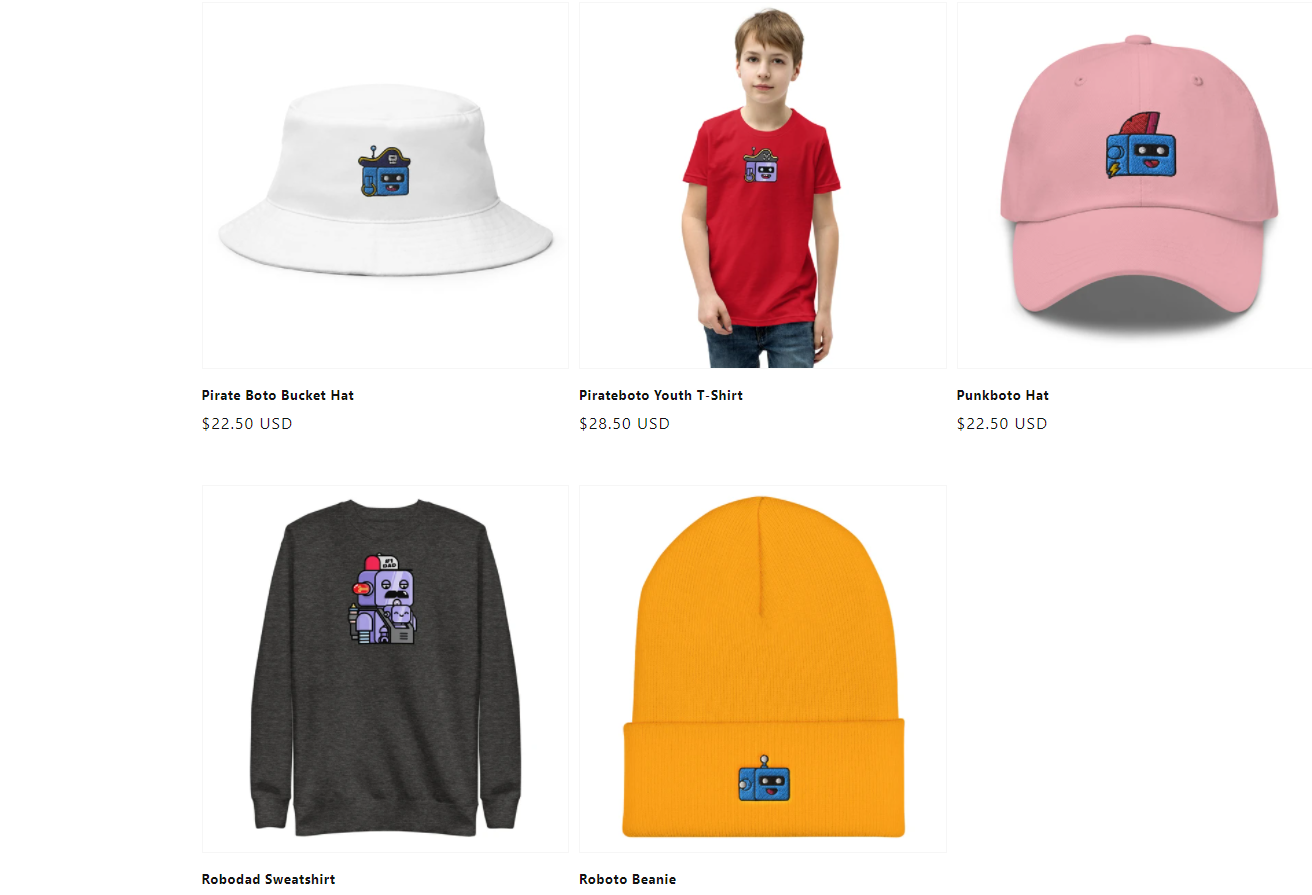 Pirate Boto Bucket Hat
$22.50 USD
Pirateboto Youth T-Shirt
$28.50 USD
Punkboto Hat
$22.50 USD
#1
DAD
Robodad Sweatshirt
Roboto Beanie